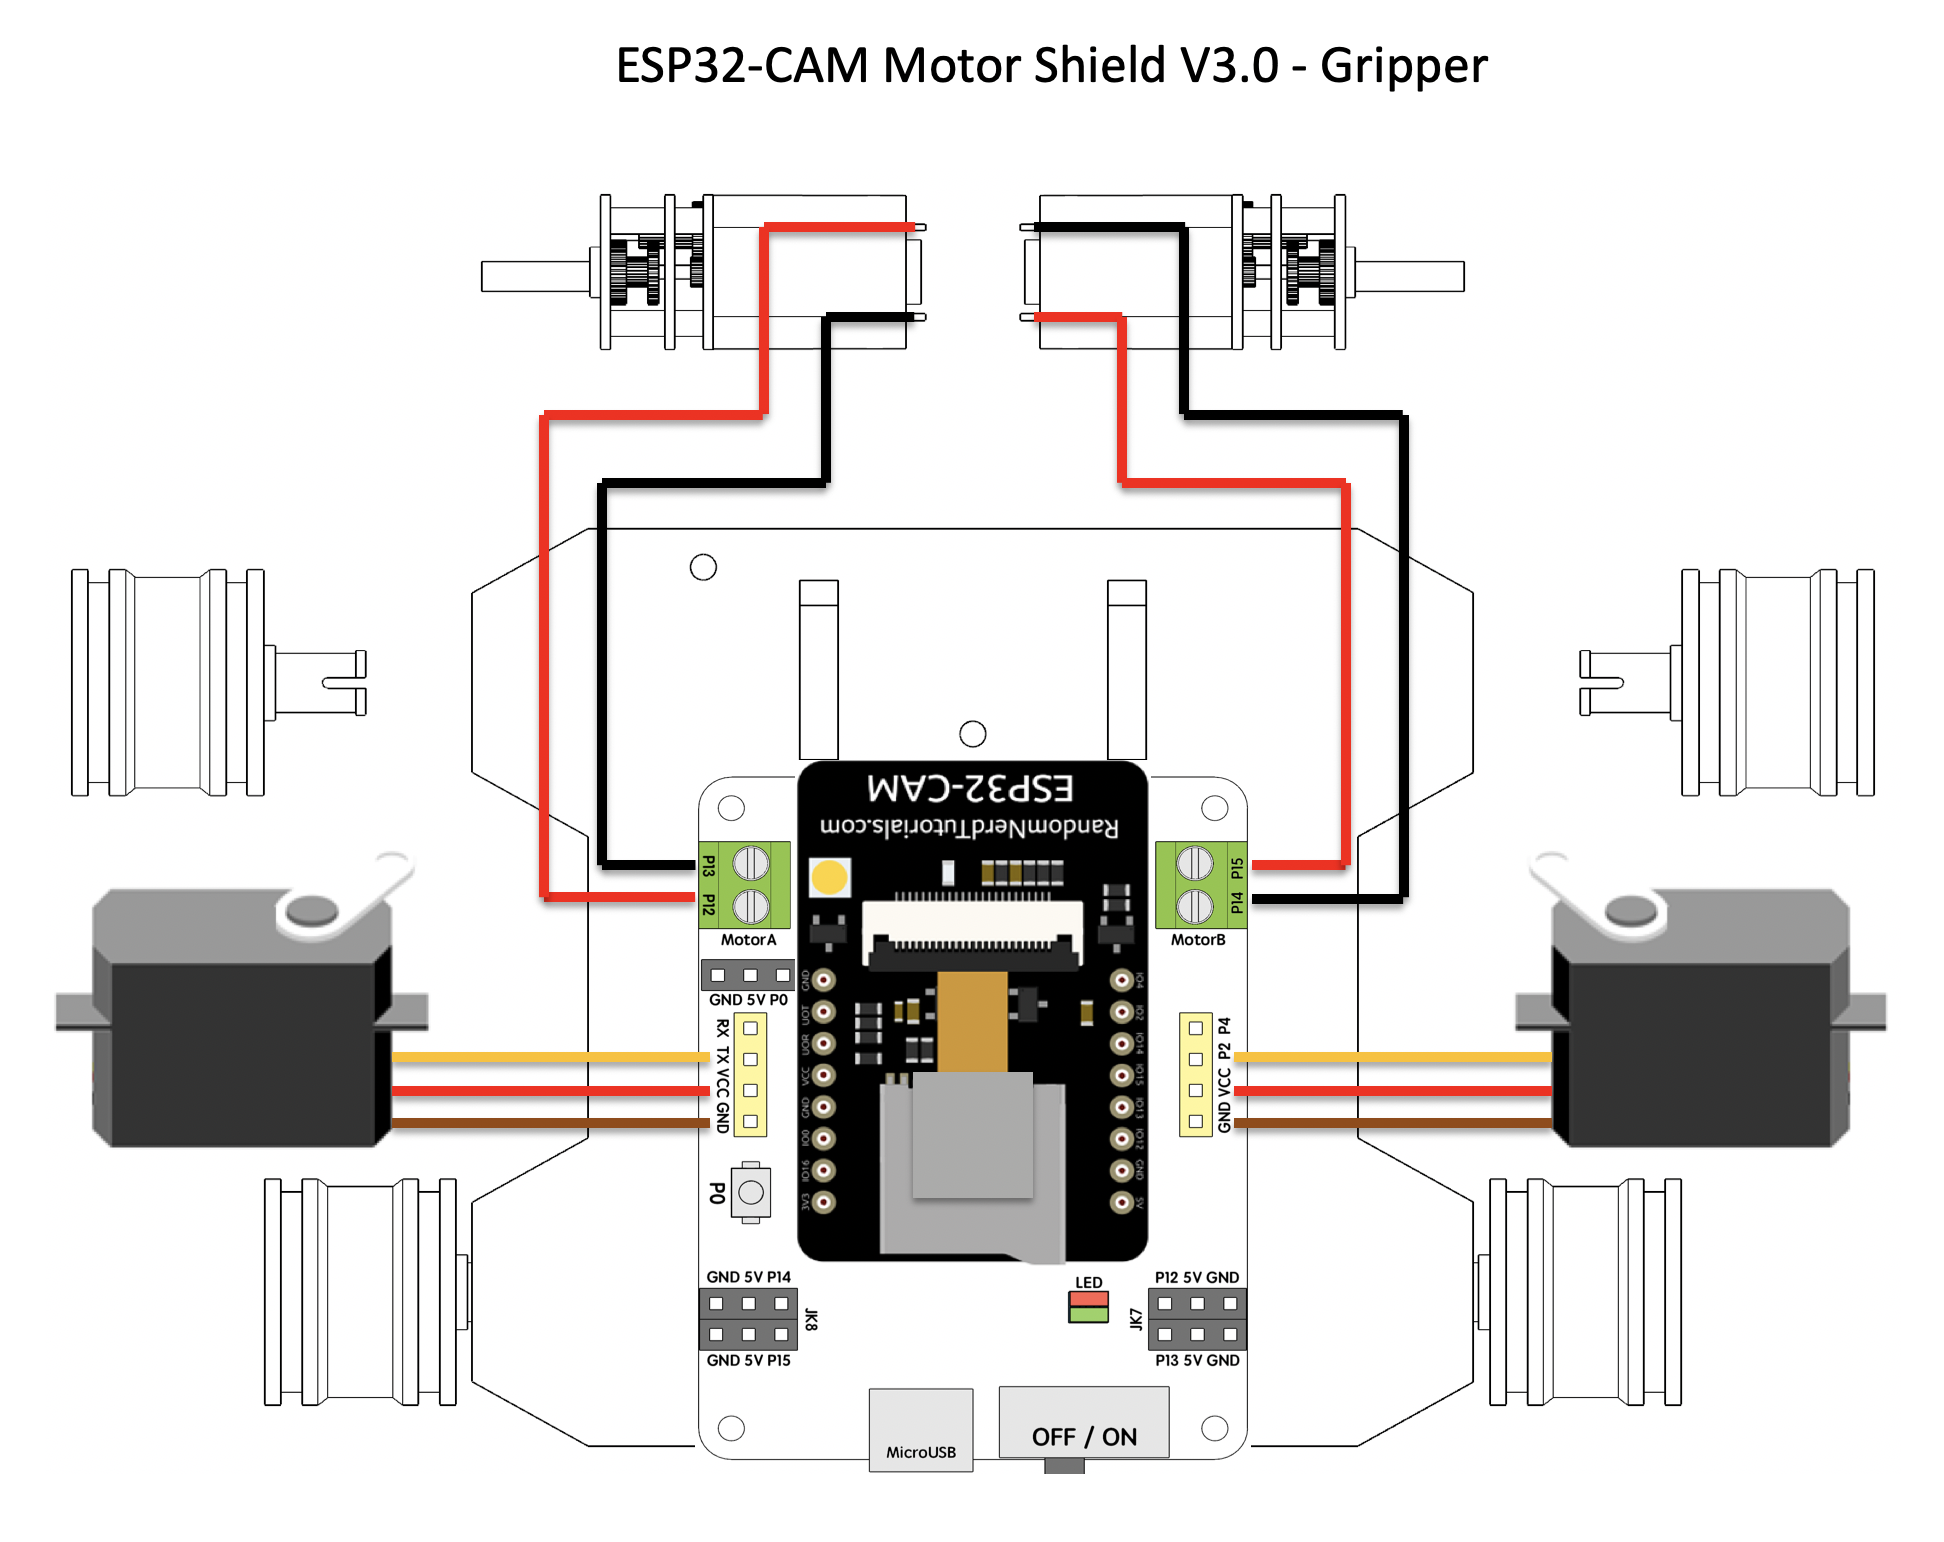 ESP32-CAM Motor Shield V3.0 - Gripper
ESP32-CAM
RandomNerdTutorials.com
P13
P12
MotorA
P15
P14
MotorB
GND 5V P0
RX TX VCC GND
P4
P2
VCC
GND
GND
UOT
UOR
VCC
GND
IO0
IO16
3V3
IO4
IO2
IO14
IO15
IO13
IO12
GND
5V
P0
GND 5V P14
JK8
GND 5V P15
LED
P12 5V GND
JK7
P13 5V GND
MicroUSB
OFF / ON